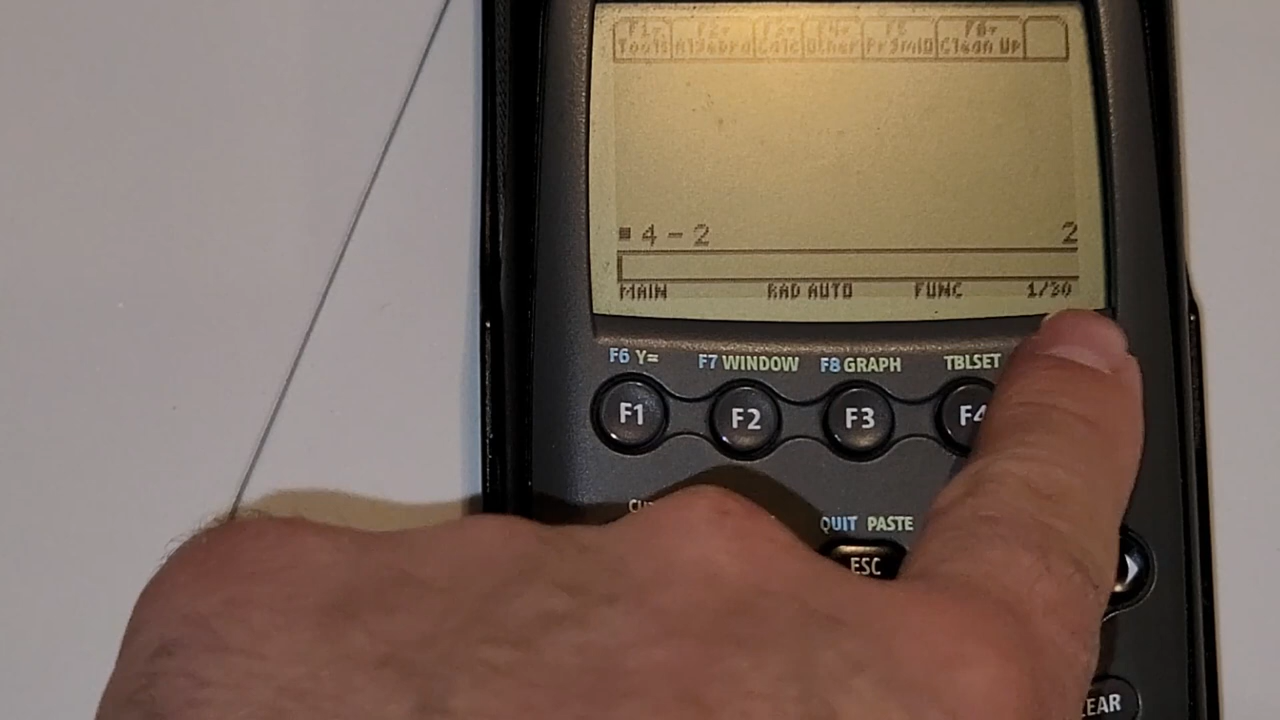 F1 F2 F3 F4 F5 F6
Tools Algebra Calc Other PrgmIO Clean Up
4 - 2 2
MAIN RAD AUTO FUNC 1/30
F6 Y= F7 WINDOW F8 GRAPH TBLSET
F1 F2 F3 F4
QUIT PASTE
ESC